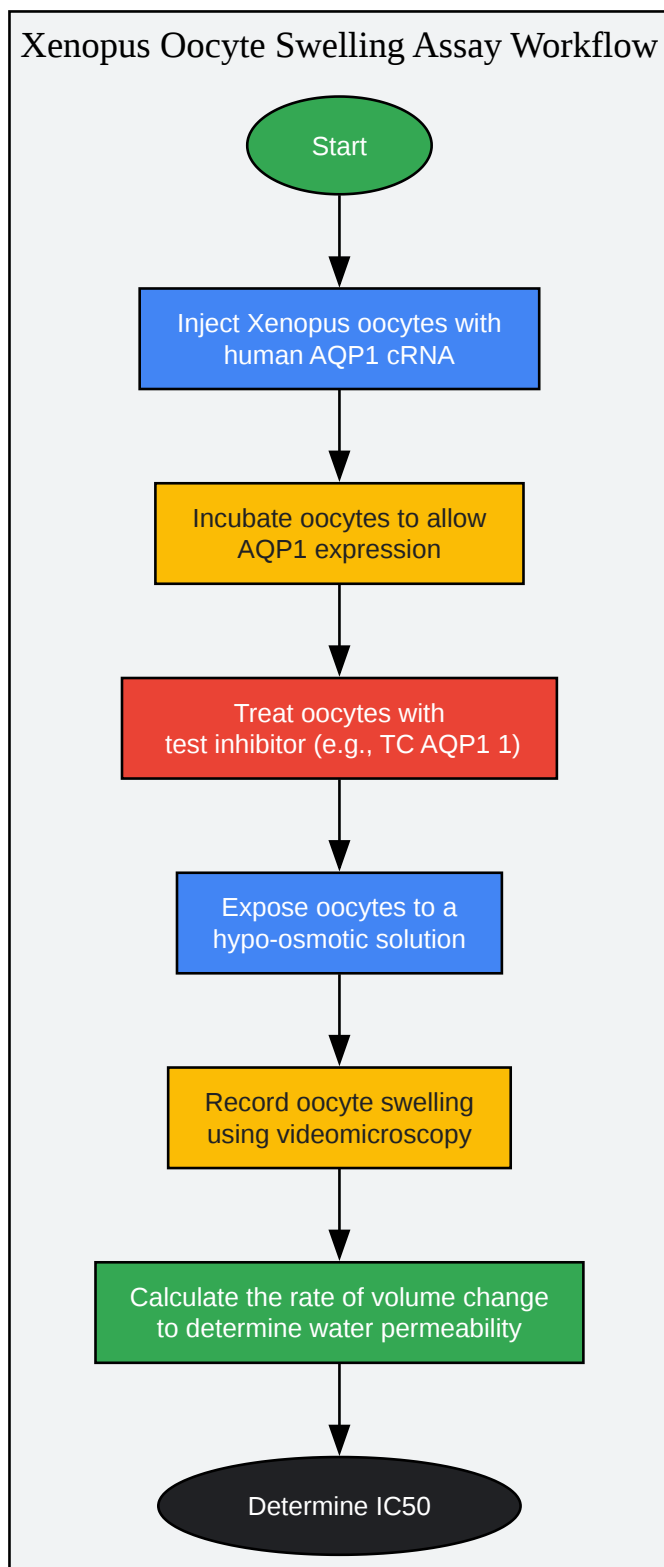 Xenopus Oocyte Swelling Assay Workflow
Start
Inject Xenopus oocytes with
human AQP1 cRNA
Incubate oocytes to allow
AQP1 expression
Treat oocytes with
test inhibitor (e.g., TC AQP1 1)
Expose oocytes to a
hypo-osmotic solution
Record oocyte swelling
using videomicroscopy
Calculate the rate of volume change
to determine water permeability
Determine IC50